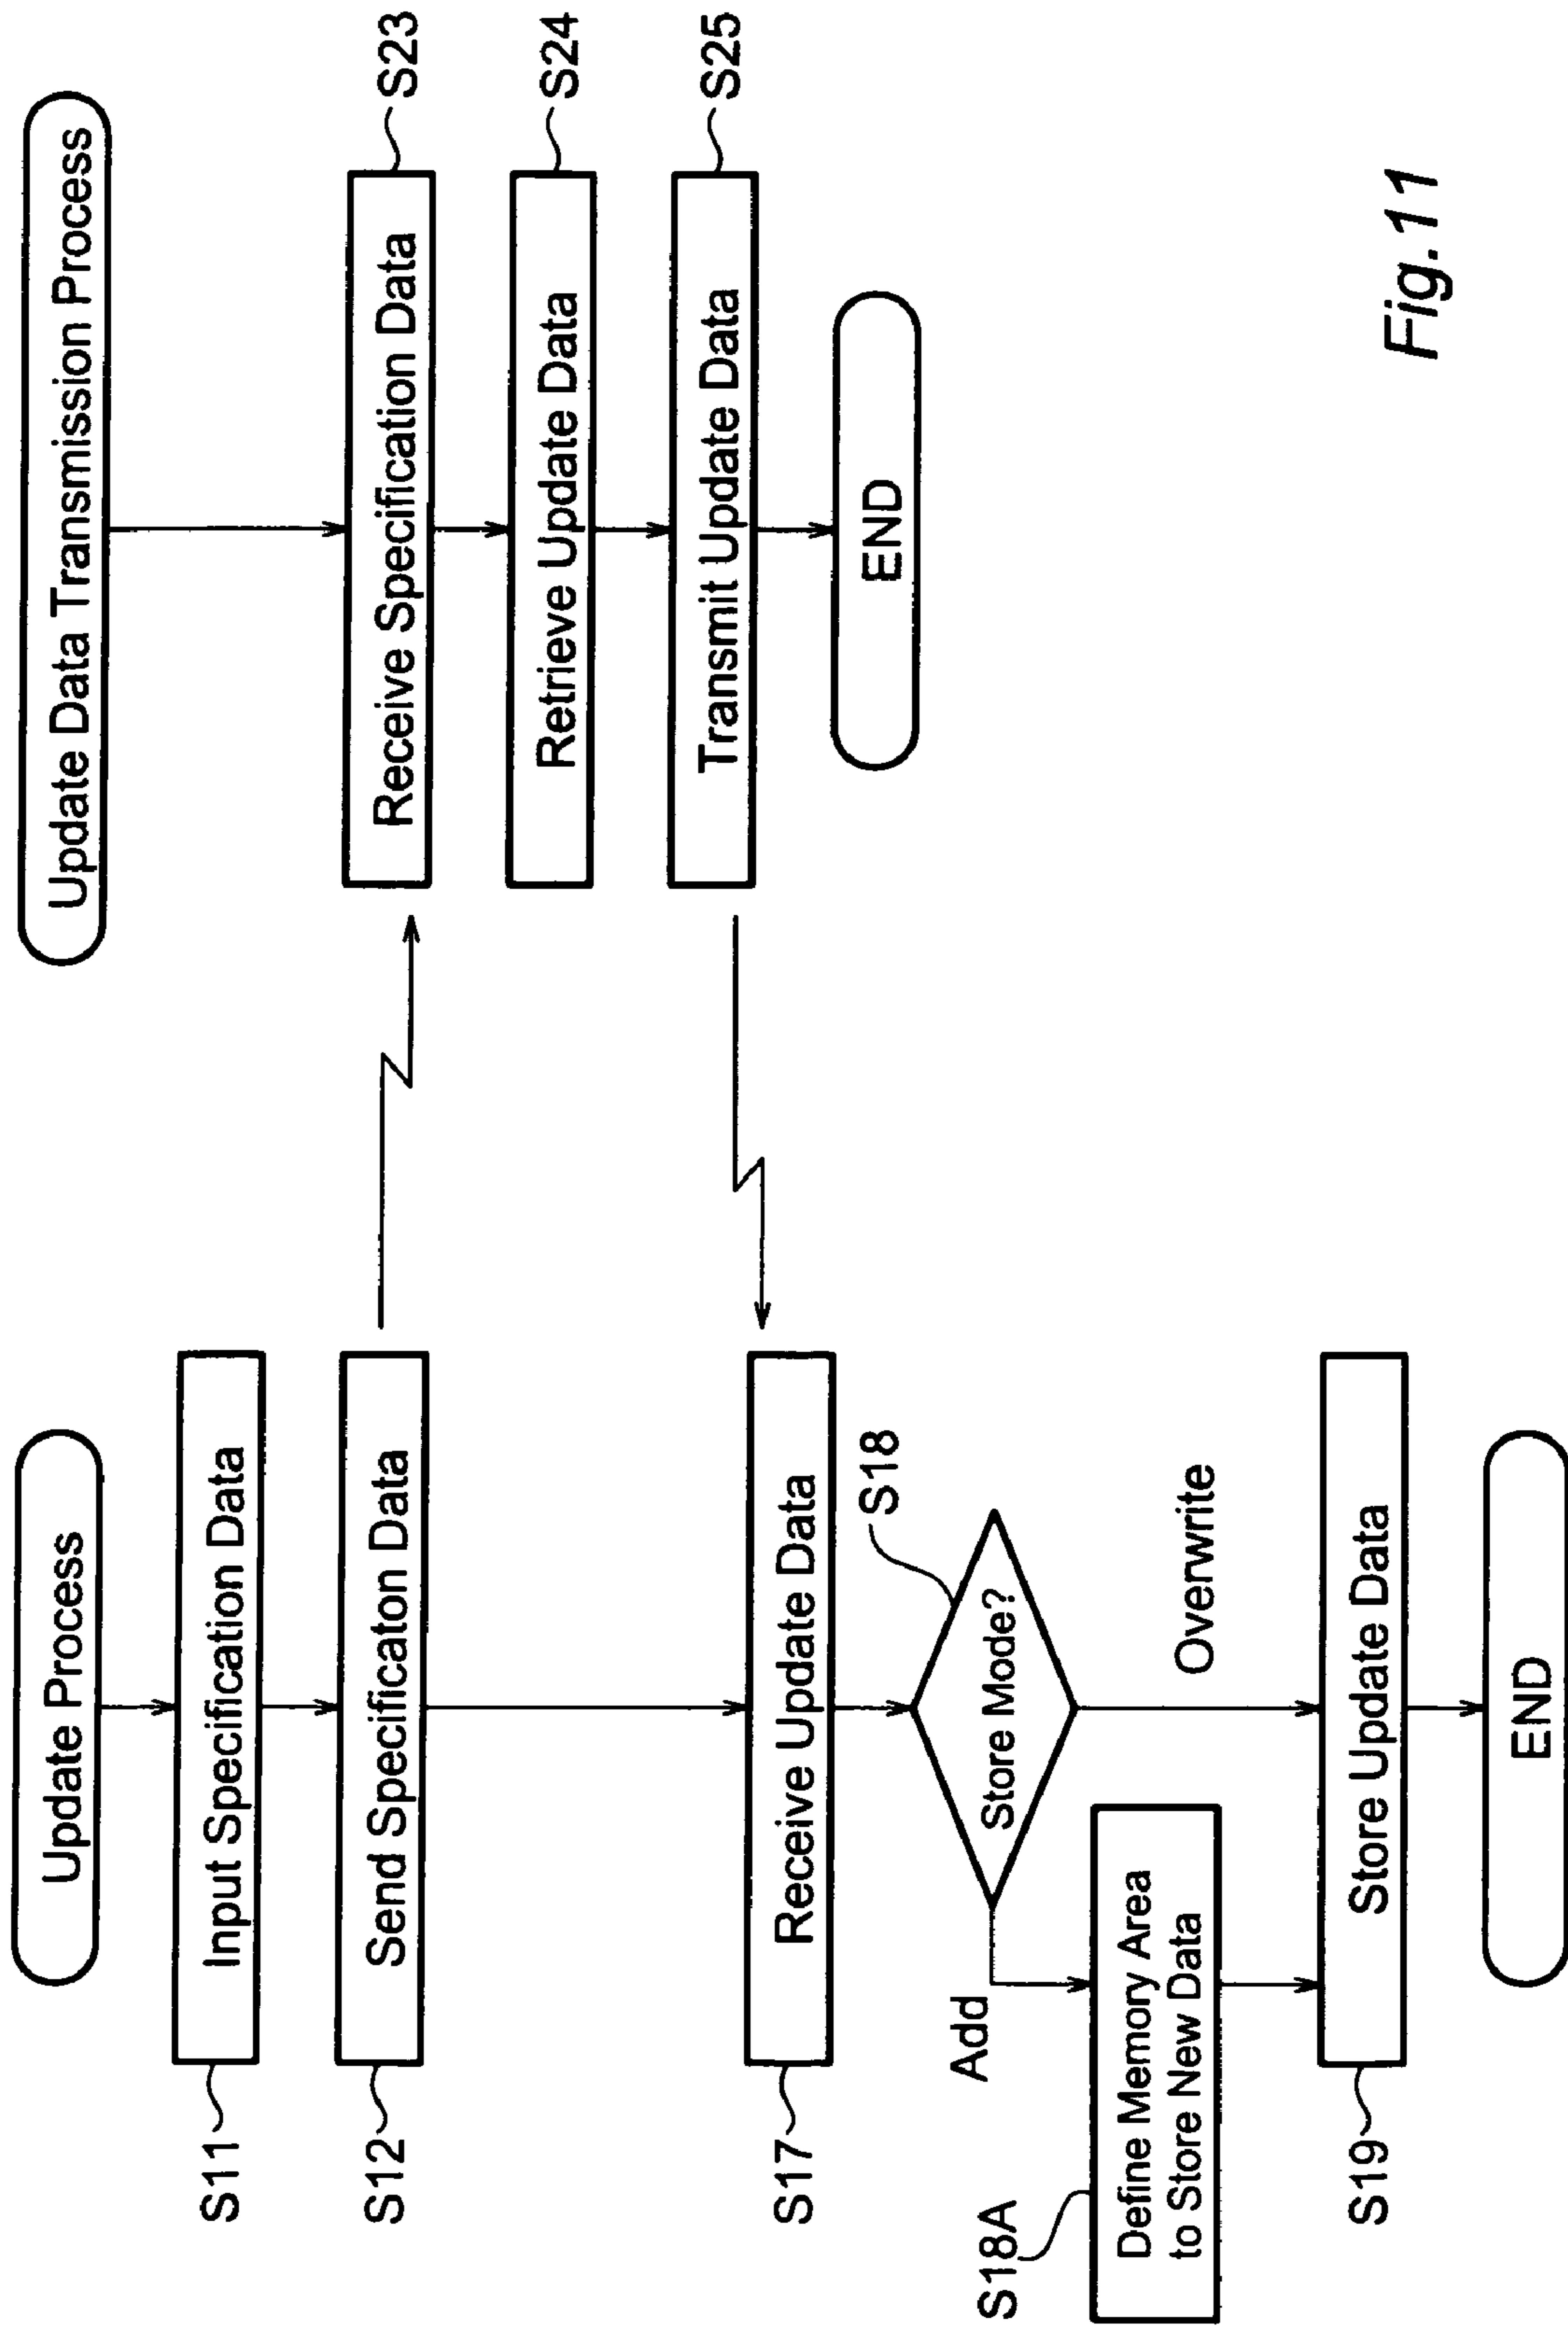 Update Process
S11
Input Specification Data
S12
Send Specificaton Data
S17
Receive Update Data
S18
Store Mode?
Add
Overwrite
S18A
Define Memory Area
to Store New Data
S19
Store Update Data
END
Update Data Transmission Process
Receive Specification Data
S23
Retrieve Update Data
S24
Transmit Update Data
S25
END
Fig.11